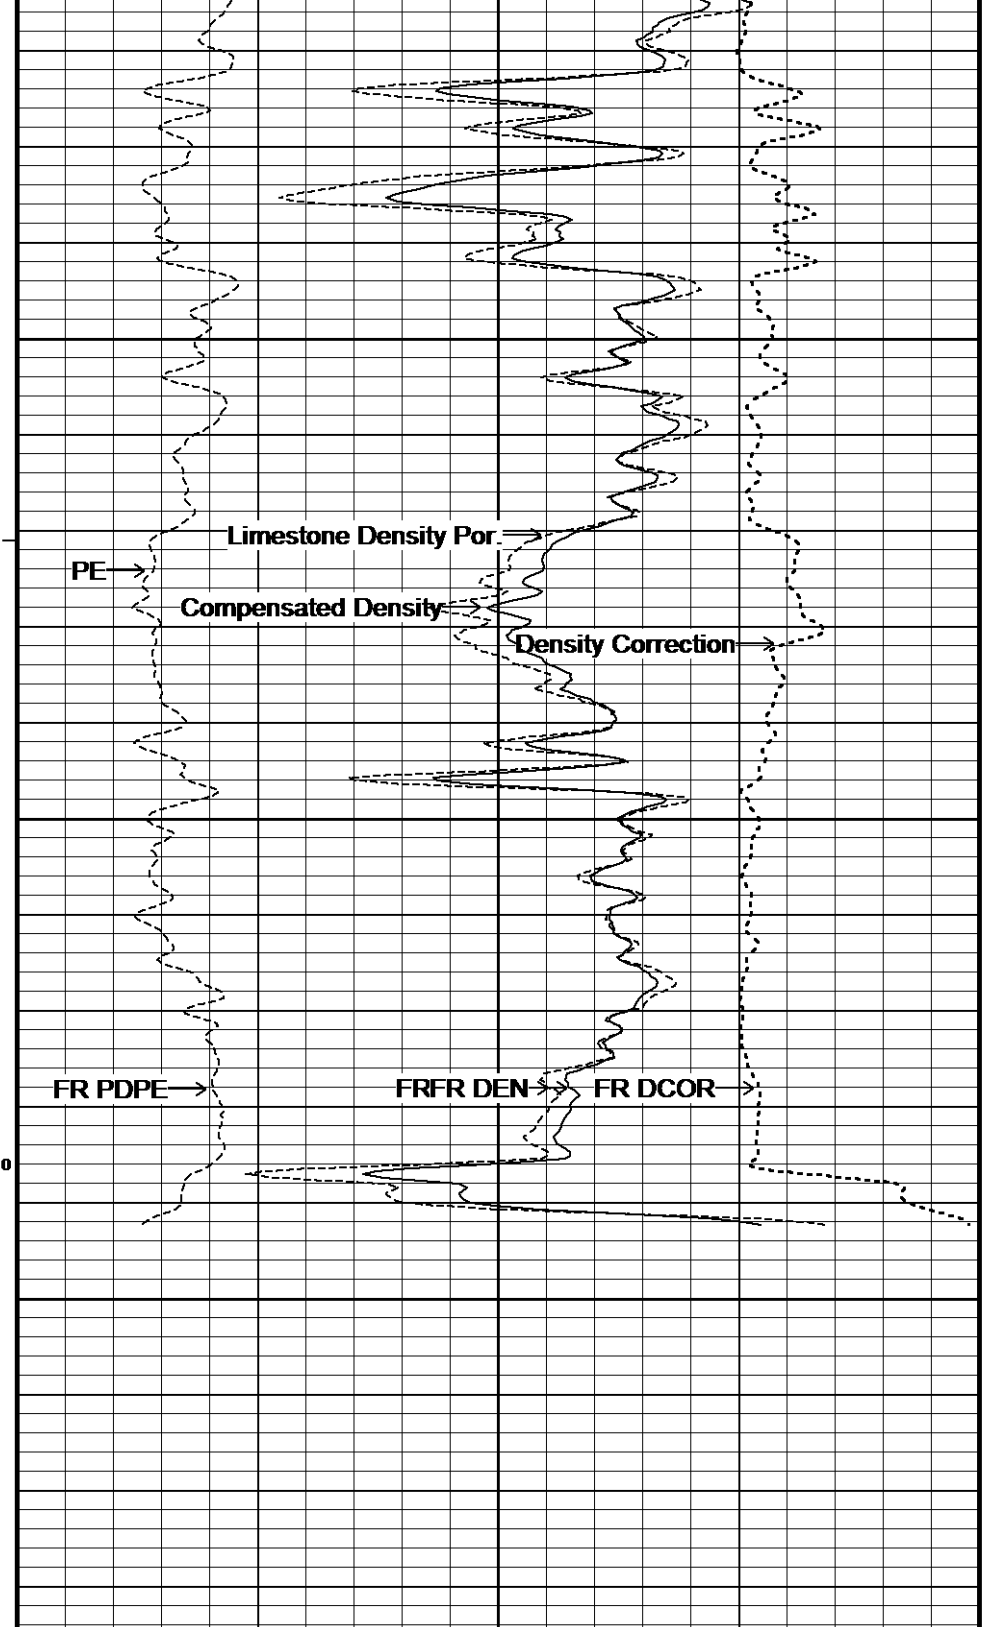 Limestone Density Por.
PE
Compensated Density
Density Correction
FR PDPE
FRFR DEN
FR DCOR
0